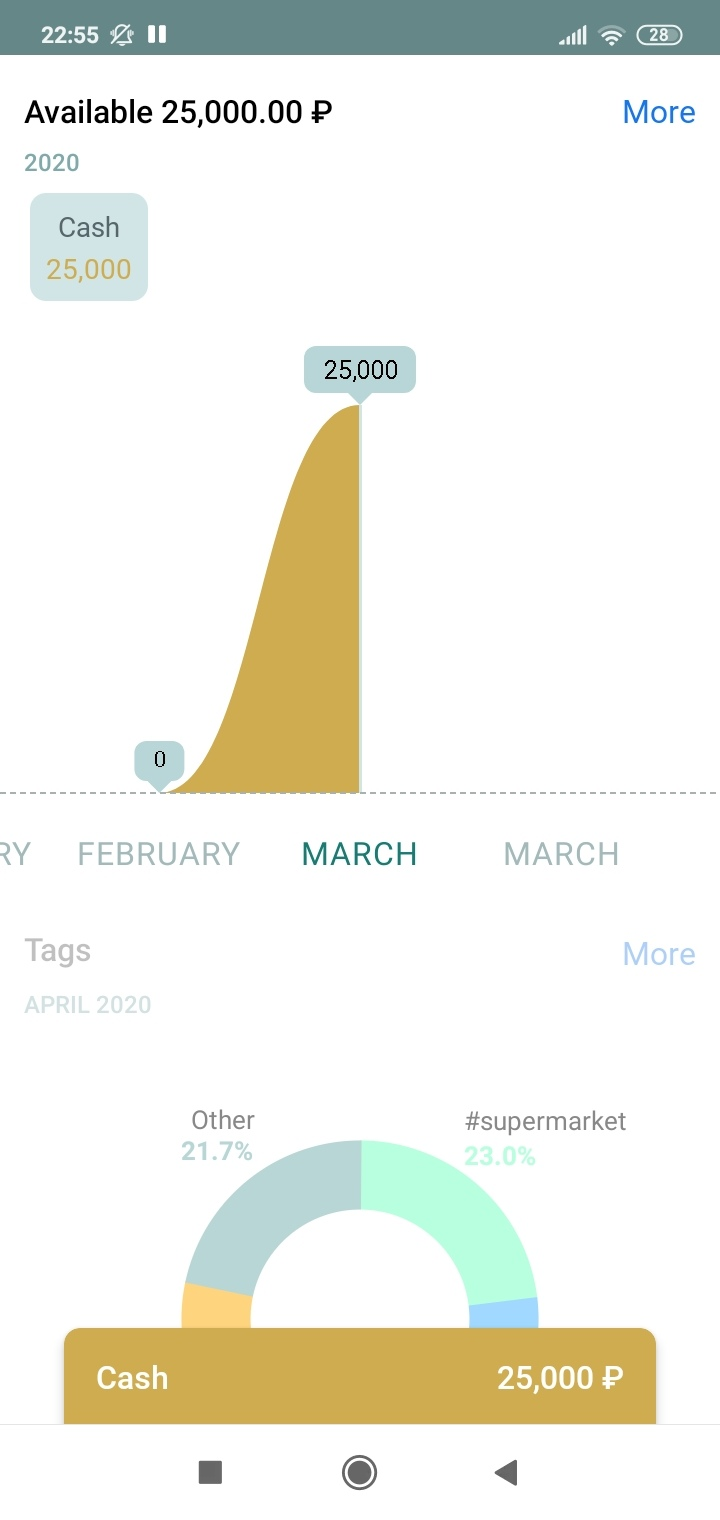 22:55 28
Available 25,000.00 ₽ More
2020
Cash
25,000
25,000
0
RY FEBRUARY MARCH MARCH
Tags More
APRIL 2020
Other #supermarket
21.7% 23.0%
Cash 25,000 ₽